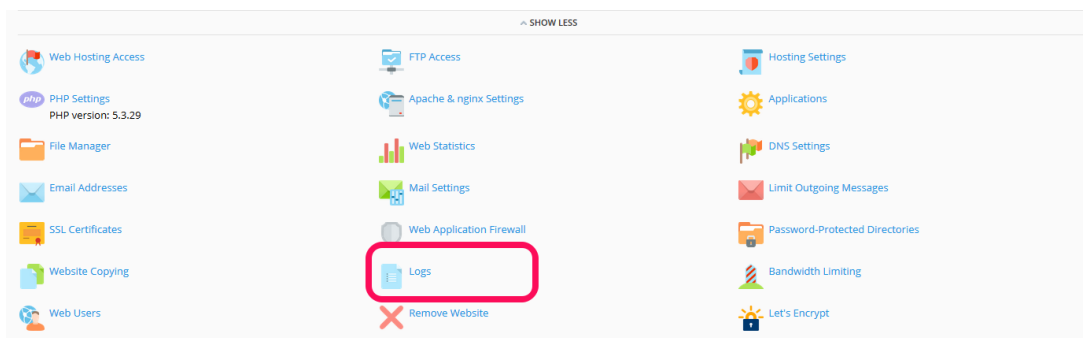 SHOW LESS
Web Hosting Access
FTP Access
Hosting Settings
php PHP Settings
PHP version: 5.3.29
Apache & nginx Settings
Applications
File Manager
Web Statistics
DNS Settings
Email Addresses
Mail Settings
Limit Outgoing Messages
SSL Certificates
Web Application Firewall
Password-Protected Directories
Website Copying
Logs
Bandwidth Limiting
Web Users
Remove Website
Let's Encrypt